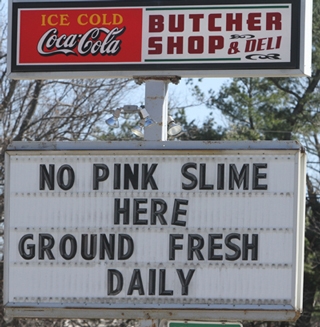 ICE COLD
Coca-Cola
BUTCHER
SHOP & DELI
NO PINK SLIME
HERE
GROUND FRESH
DAILY